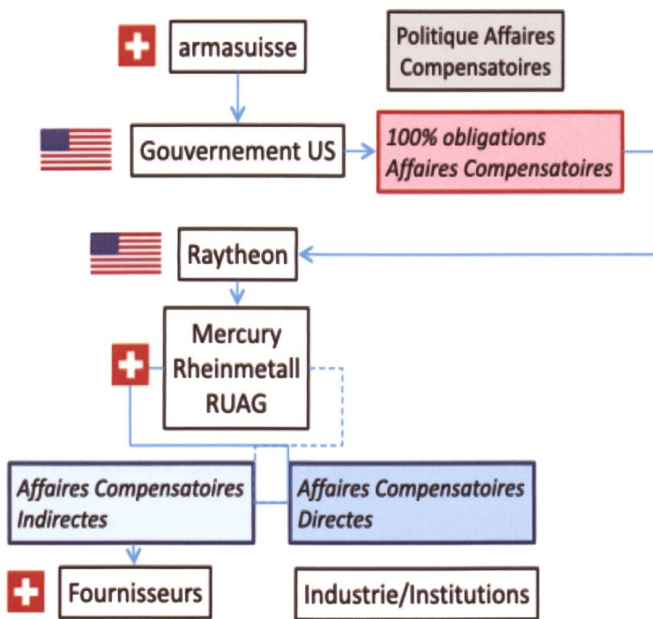 armasuisse
Politique Affaires
Compensatoires
Gouvernement US
100% obligations
Affaires Compensatoires
Raytheon
Mercury
Rheinmetall
RUAG
Affaires Compensatoires
Indirectes
Affaires Compensatoires
Directes
Fournisseurs
Industrie/Institutions